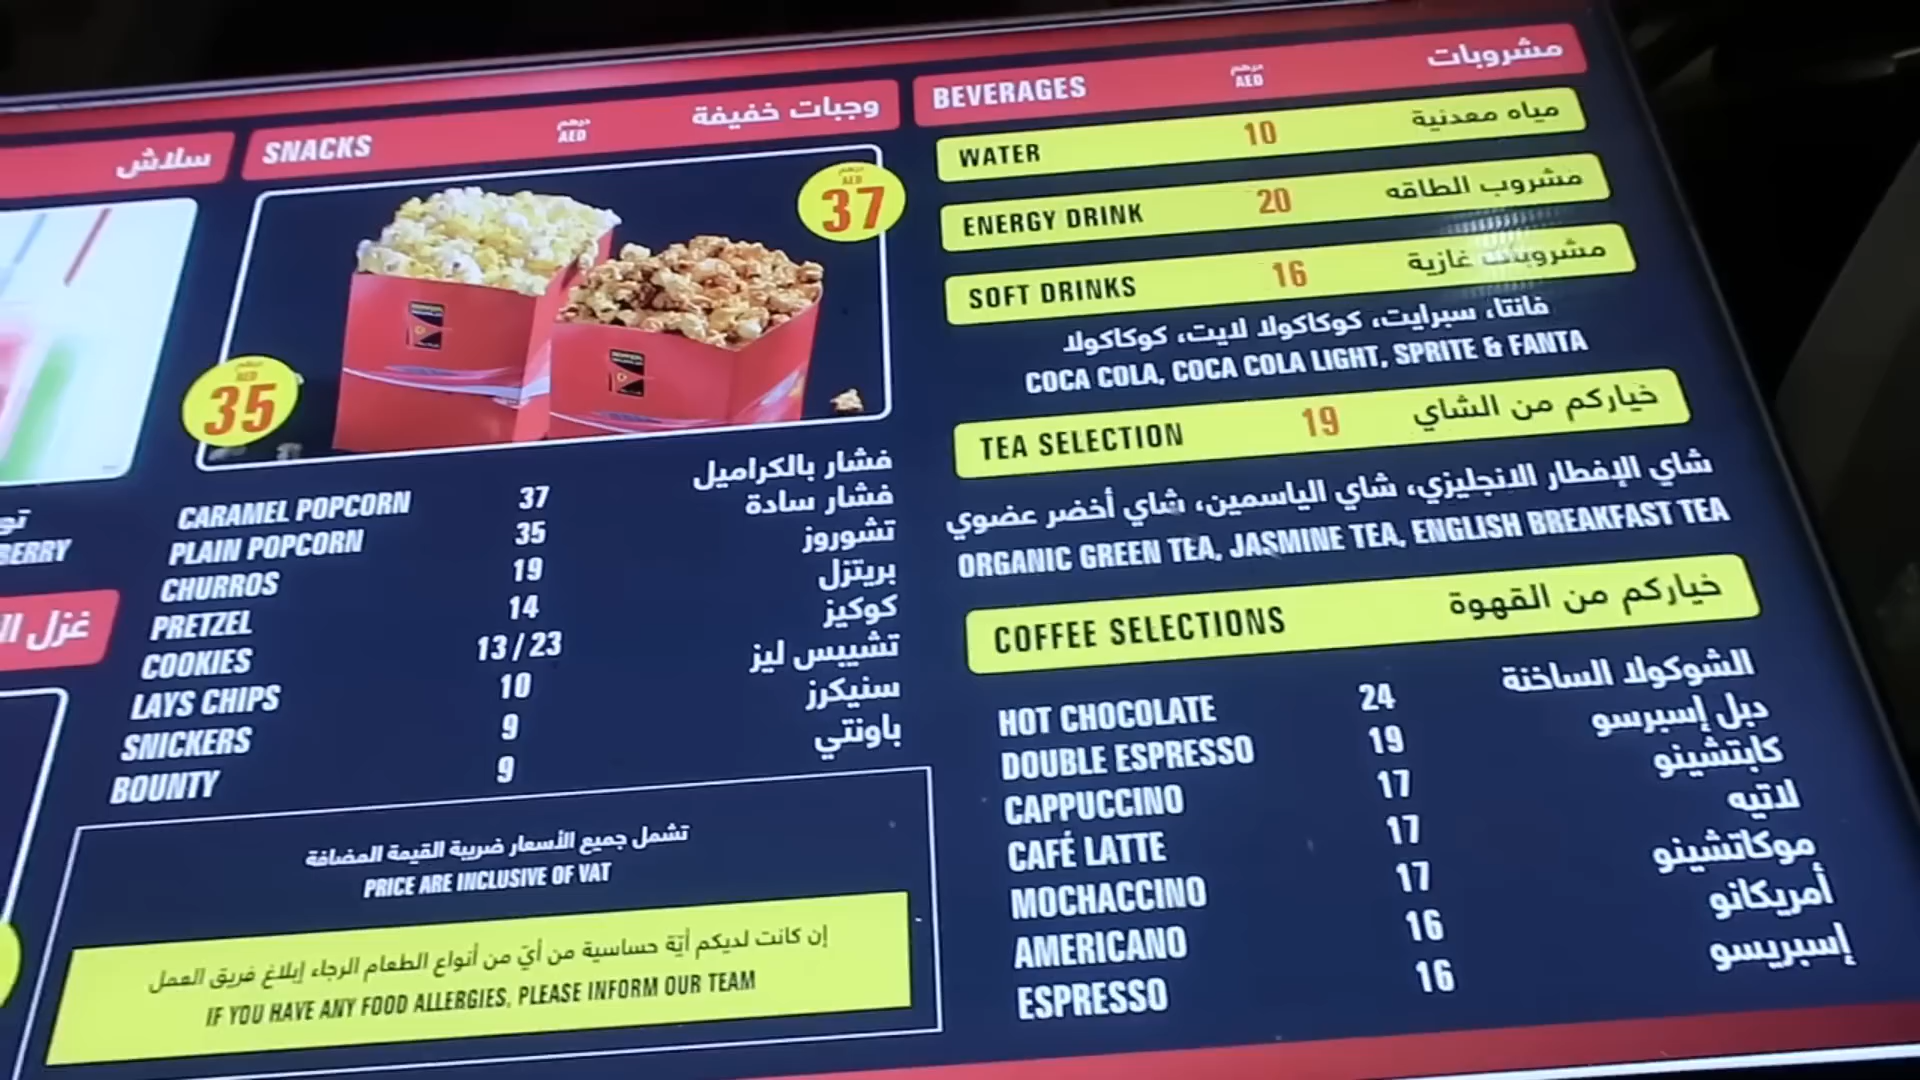 سلاش
SNACKS درهم AED وجبات خفيفة
37
35
CARAMEL POPCORN 37 فشار بالكراميل
PLAIN POPCORN 35 فشار سادة
CHURROS 19 تشوروز
PRETZEL 14 بريتزل
COOKIES 13/23 كوكيز
LAYS CHIPS 10 تشيبس ليز
SNICKERS 9 سنيكرز
BOUNTY 9 باونتي
تشمل جميع الأسعار ضريبة القيمة المضافة
PRICE ARE INCLUSIVE OF VAT
إن كانت لديكم أيّة حساسية من أيّ من أنواع الطعام الرجاء إبلاغ فريق العمل
IF YOU HAVE ANY FOOD ALLERGIES, PLEASE INFORM OUR TEAM
BEVERAGES درهم AED مشروبات
WATER 10 مياه معدنية
ENERGY DRINK 20 مشروب الطاقه
SOFT DRINKS 16 مشروبات غازية
فانتا، سبرايت، كوكاكولا لايت، كوكاكولا
COCA COLA, COCA COLA LIGHT, SPRITE & FANTA
TEA SELECTION 19 خياركم من الشاي
شاي الإفطار الانجليزي، شاي الياسمين، شاي أخضر عضوي
ORGANIC GREEN TEA, JASMINE TEA, ENGLISH BREAKFAST TEA
COFFEE SELECTIONS خياركم من القهوة
HOT CHOCOLATE 24 الشوكولا الساخنة
DOUBLE ESPRESSO 19 دبل إسبرسو
CAPPUCCINO 17 كابتشينو
CAFÉ LATTE 17 لاتيه
MOCHACCINO 17 موكاتشينو
AMERICANO 16 أمريكانو
ESPRESSO 16 إسبريسو